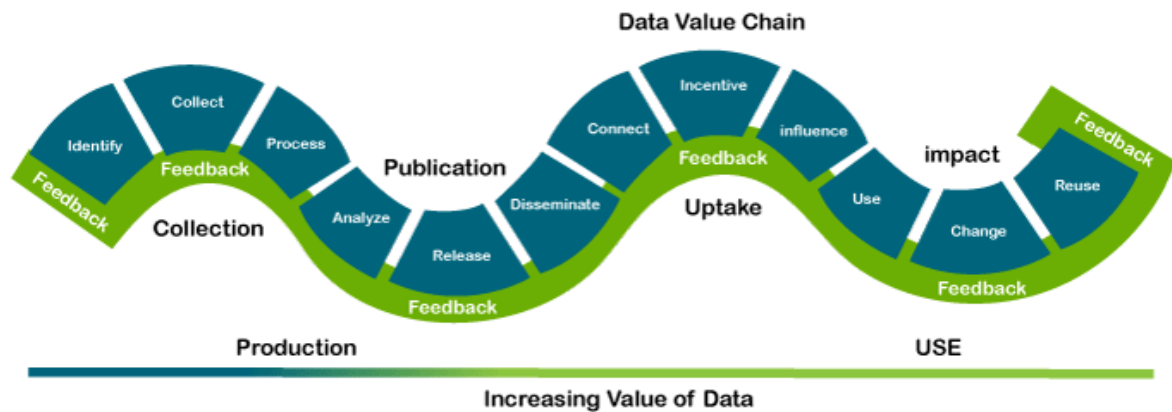 Data Value Chain
Identify
Collect
Process
Analyze
Release
Disseminate
Connect
Incentive
influence
Use
Change
Reuse
Feedback
Feedback
Feedback
Feedback
Feedback
Feedback
Collection
Publication
Uptake
impact
Production
USE
Increasing Value of Data